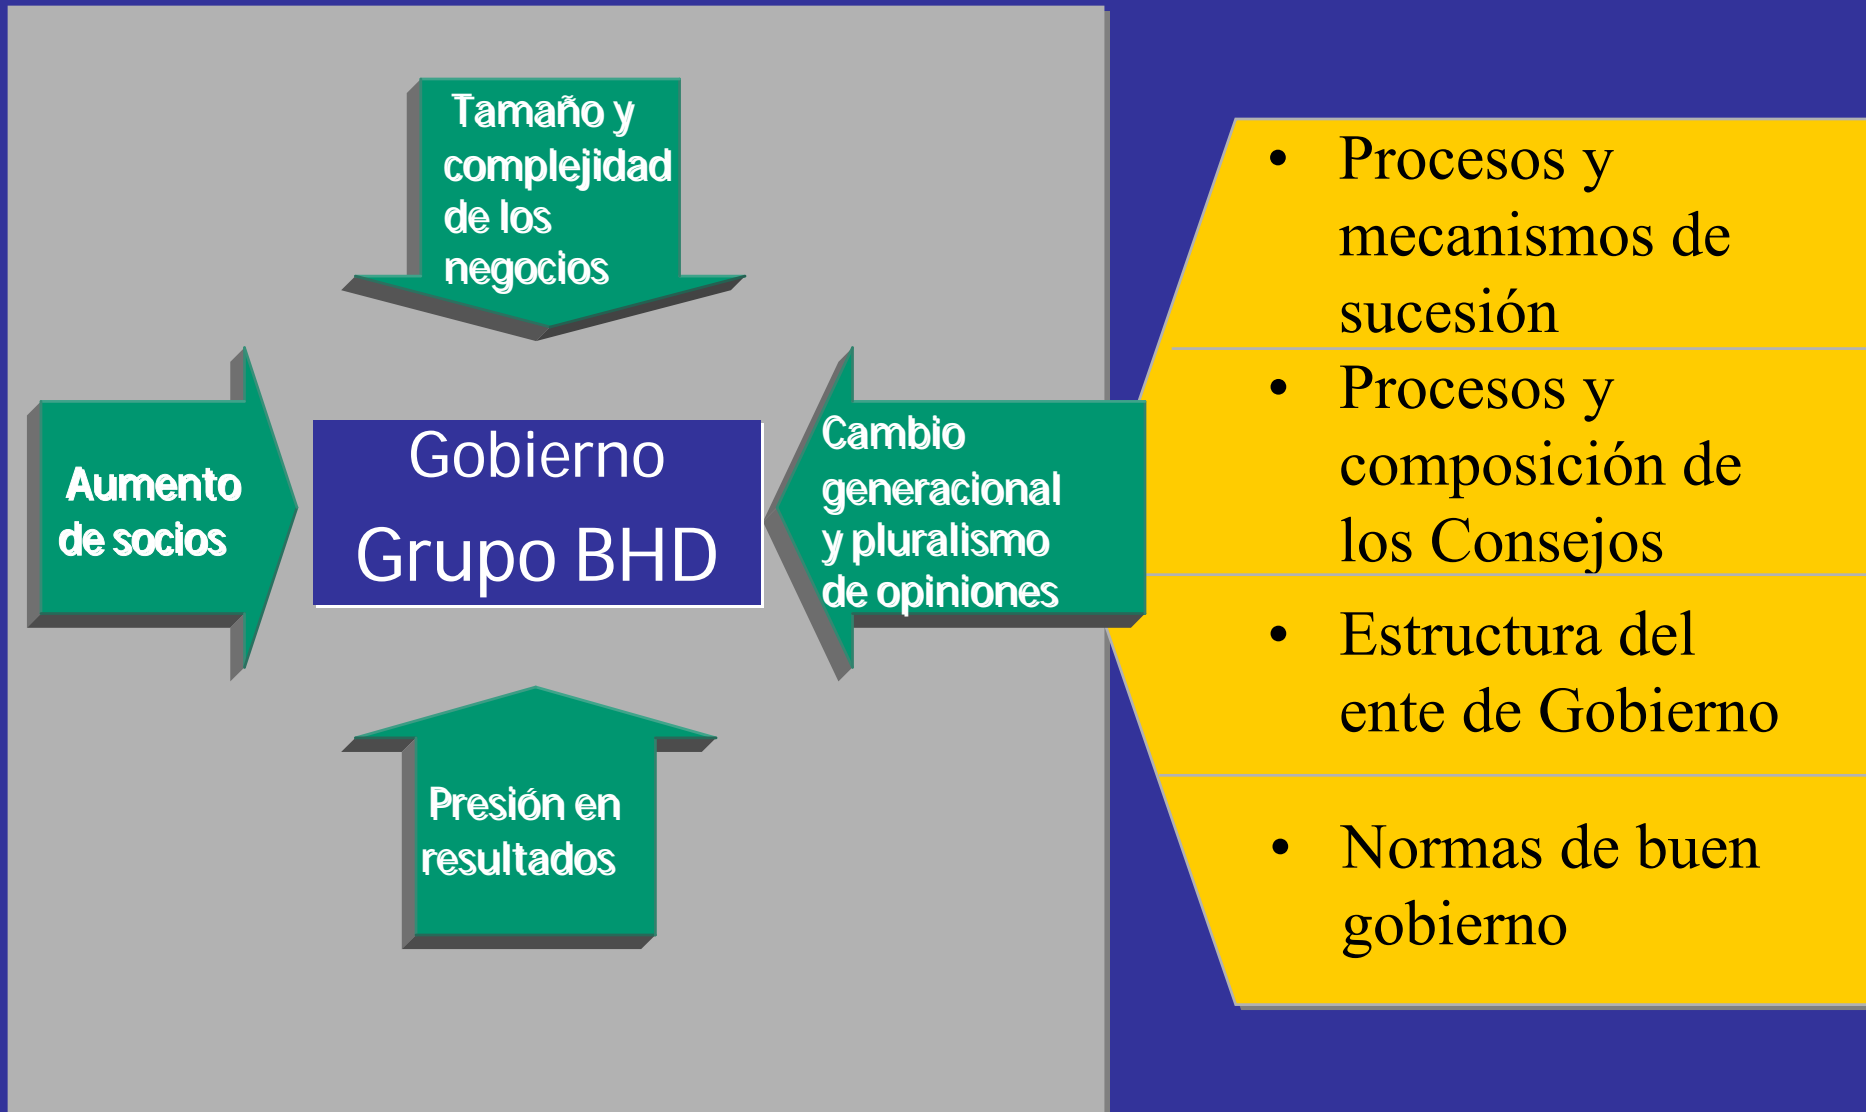 Tamaño y
complejidad
de los
negocios
Aumento
de socios
Gobierno
Grupo BHD
Cambio
generacional
y pluralismo
de opiniones
Presión en
resultados
• Procesos y
mecanismos de
sucesión
• Procesos y
composición de
los Consejos
• Estructura del
ente de Gobierno
• Normas de buen
gobierno